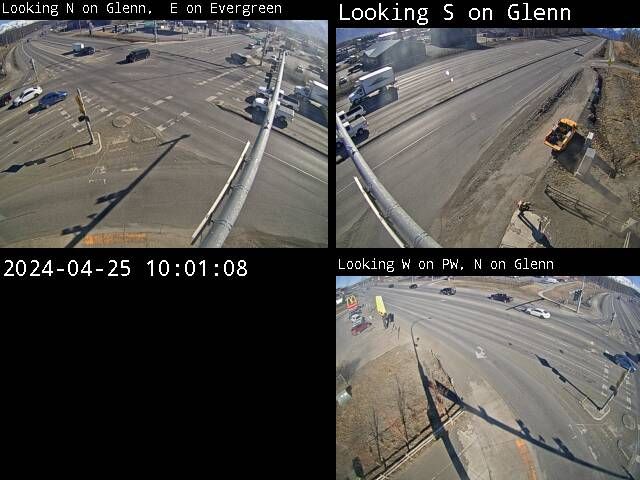 Looking N on Glenn,  E on Evergreen
Looking S on Glenn
2024-04-25 10:01:08
Looking W on PW, N on Glenn